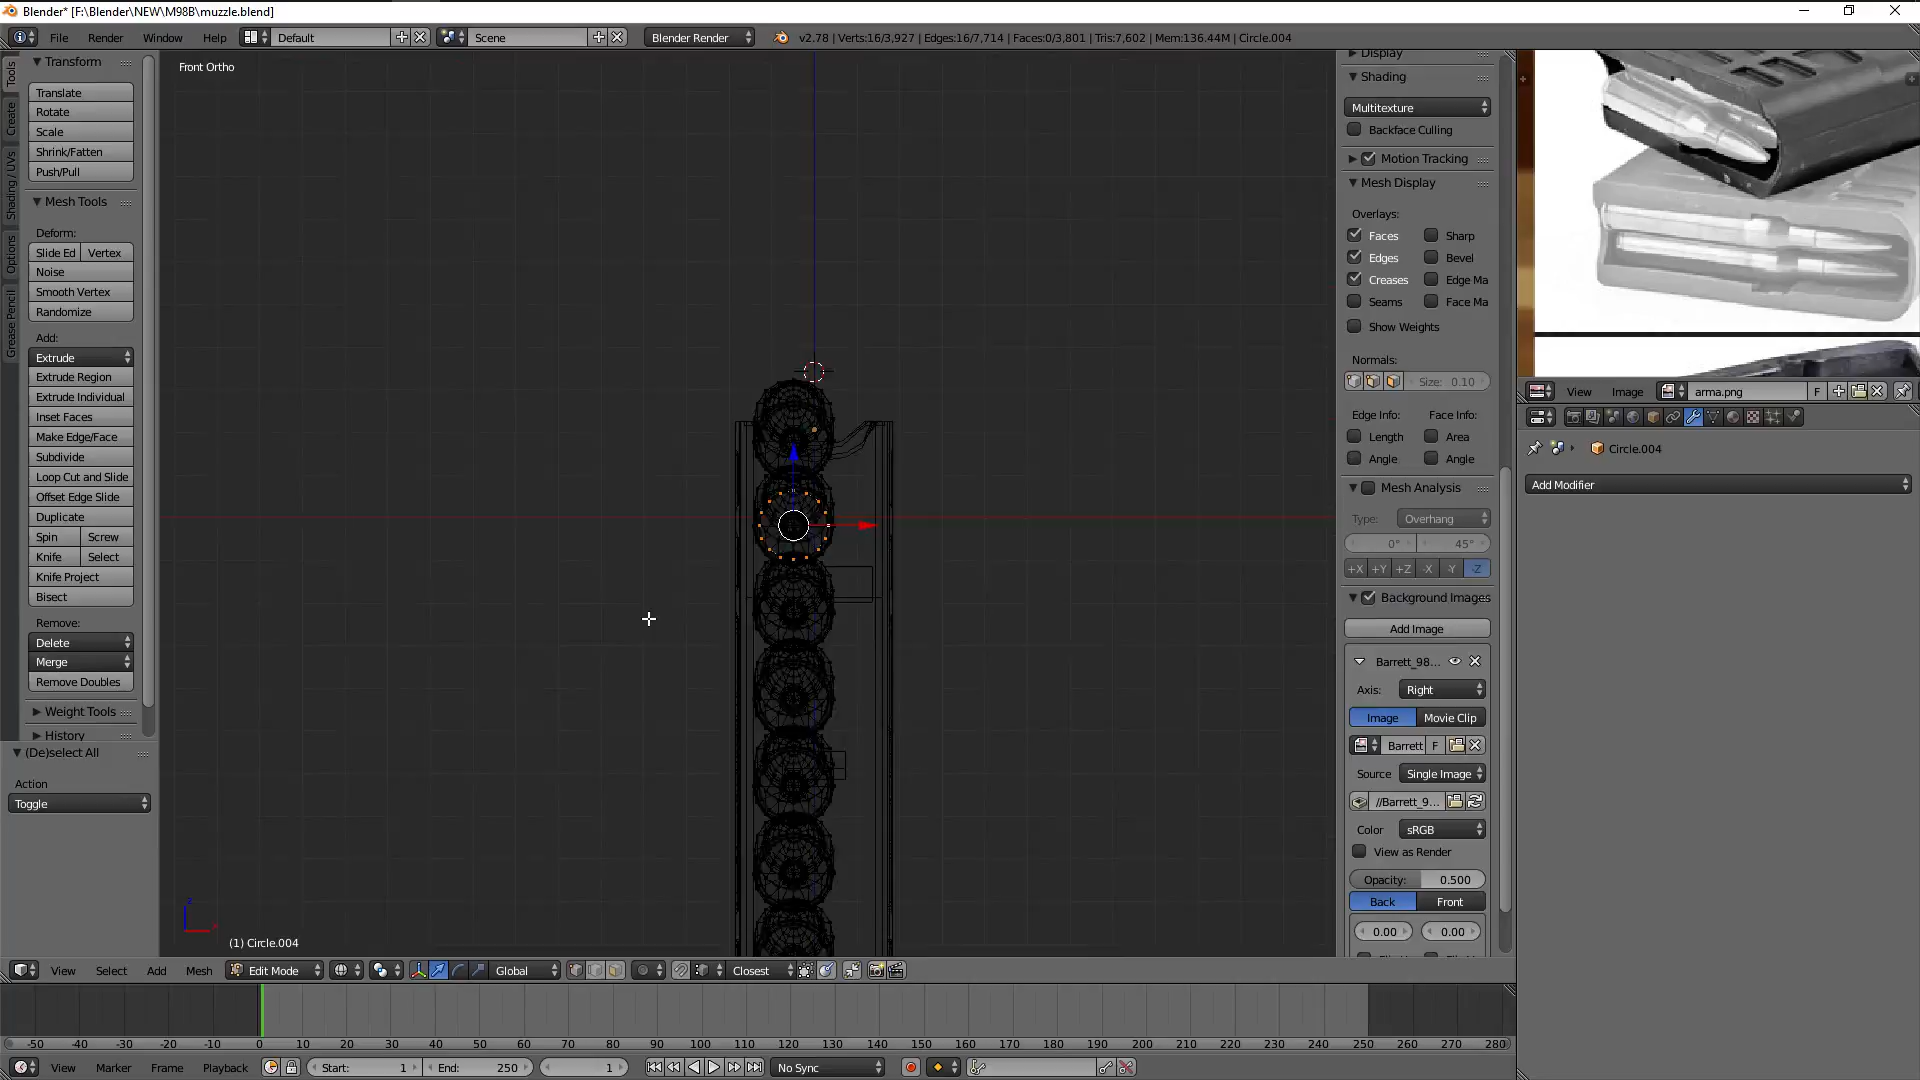 Blender* [F:\Blender\NEW\M98B\muzzle.blend]
File Render Window Help Default Scene Blender Render v2.78 | Verts:16/3,927 | Edges:16/7,714 | Faces:0/3,801 | Tris:7,602 | Mem:136.44M | Circle.004
Tools
Create
Shading / UVs
Options
Grease Pencil
Transform
Translate
Rotate
Scale
Shrink/Fatten
Push/Pull
Mesh Tools
Deform:
Slide Ed Vertex
Noise
Smooth Vertex
Randomize
Add:
Extrude
Extrude Region
Extrude Individual
Inset Faces
Make Edge/Face
Subdivide
Loop Cut and Slide
Offset Edge Slide
Duplicate
Spin Screw
Knife Select
Knife Project
Bisect
Remove:
Delete
Merge
Remove Doubles
Weight Tools
History
(De)select All
Action
Toggle
Front Ortho
(1) Circle.004
Display
Shading
Multitexture
Backface Culling
Motion Tracking
Mesh Display
Overlays:
Faces Sharp
Edges Bevel
Creases Edge Ma
Seams Face Ma
Show Weights
Normals:
Size: 0.10
Edge Info: Face Info:
Length Area
Angle Angle
Mesh Analysis
Type: Overhang
0° 45°
+X +Y +Z -X -Y -Z
Background Images
Add Image
Barrett_98...
Axis: Right
Image Movie Clip
Barrett F
Source Single Image
//Barrett_9...
Color sRGB
View as Render
Opacity: 0.500
Back Front
0.00 0.00
View Image arma.png F
Circle.004
Add Modifier
View Select Add Mesh Edit Mode Global Closest
-50 -40 -30 -20 -10 0 10 20 30 40 50 60 70 80 90 100 110 120 130 140 150 160 170 180 190 200 210 220 230 240 250 260 270 280
View Marker Frame Playback Start: 1 End: 250 1 No Sync